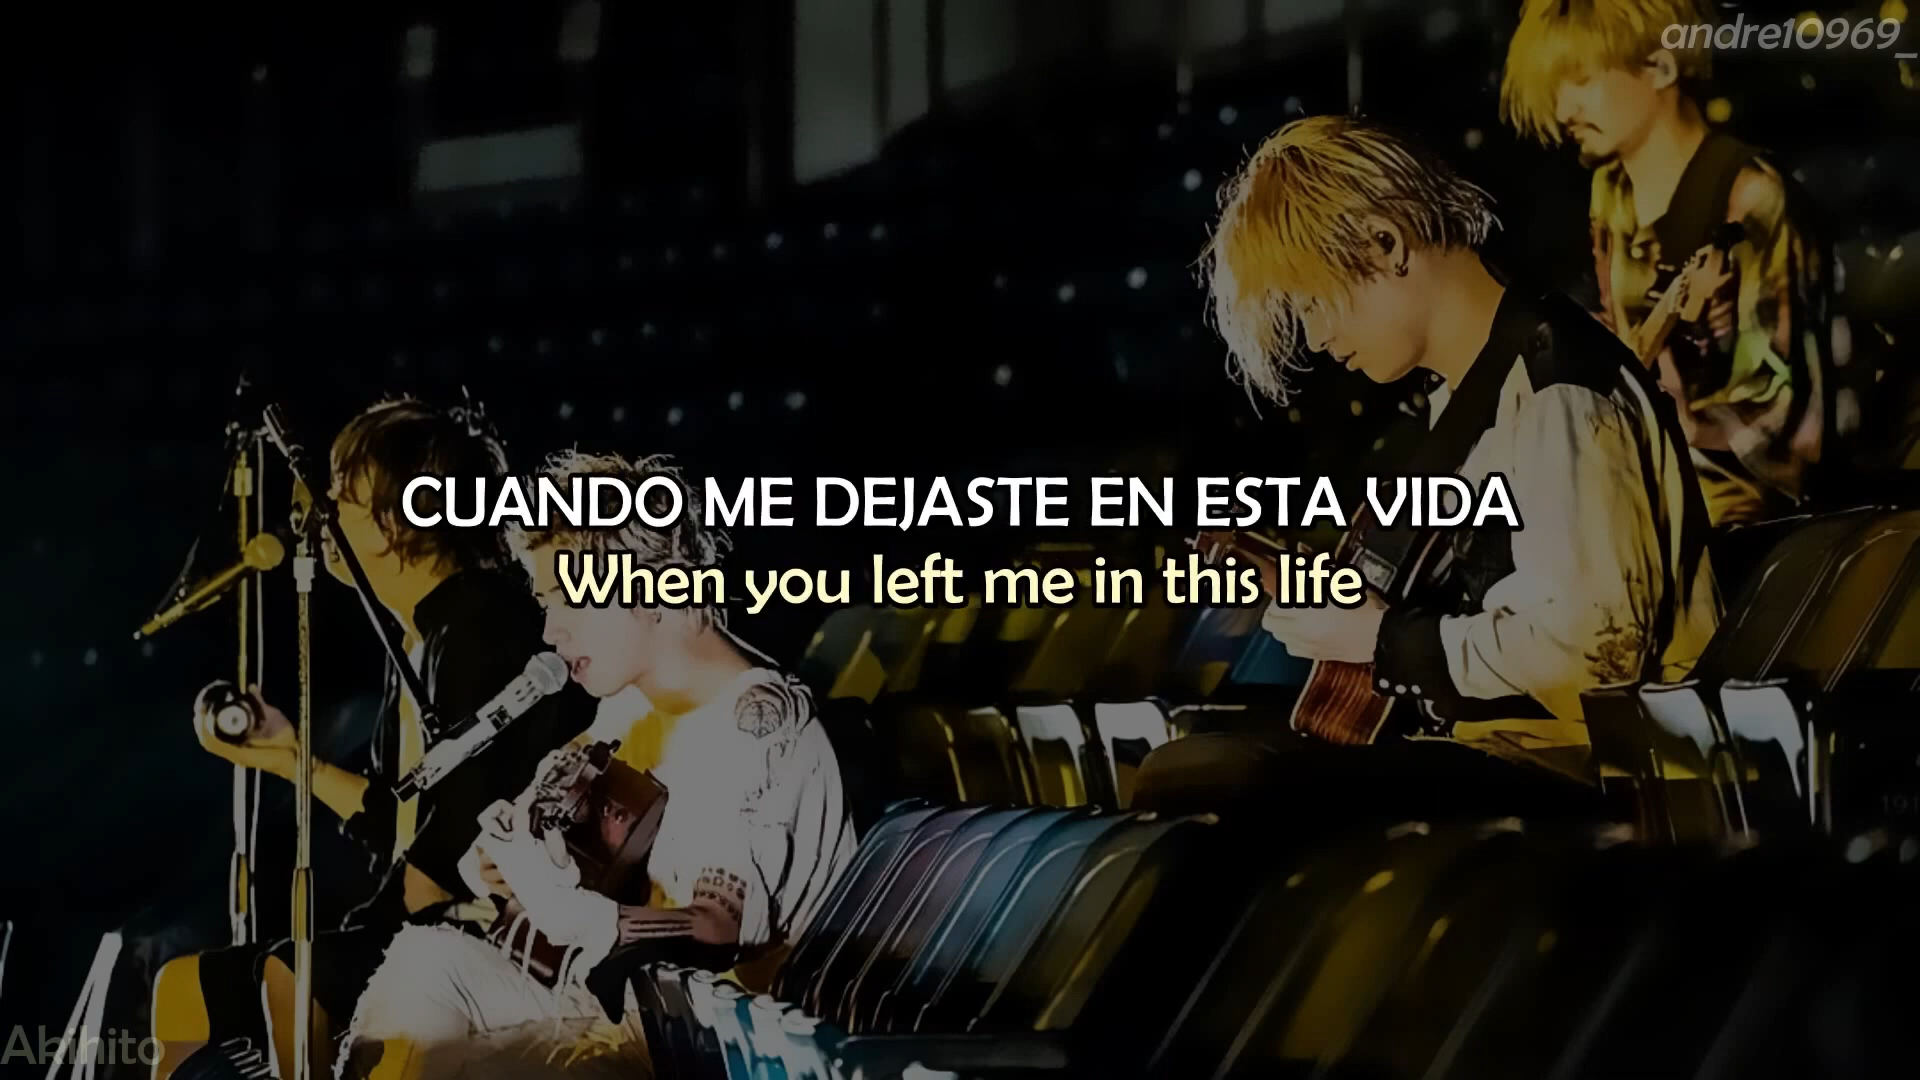 andre10969_
CUANDO ME DEJASTE EN ESTA VIDA
When you left me in this life
Akihito